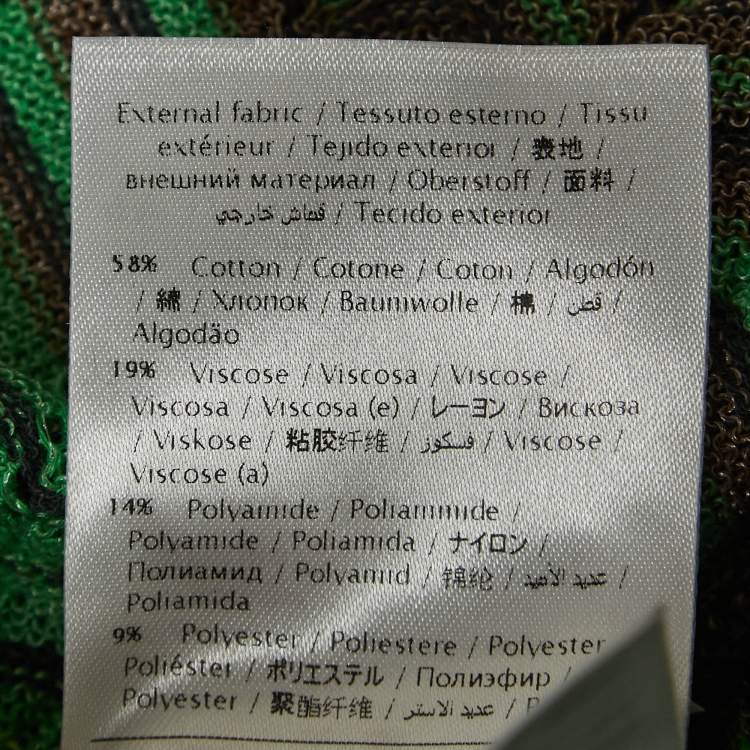 External fabric / Tessuto esterno / Tissu
extérieur / Tejido exterior / 表地 /
внешний материал / Oberstoff / 面料 /
قماش خارجي / Tecido exterior
58% Cotton / Cotone / Coton / Algodón
/ 綿 / Хлопок / Baumwolle / 棉 / قطن /
Algodão
19% Viscose / Viscosa / Viscose /
Viscosa / Viscosa (e) / レーヨン / Вискоза
/ Viskose / 粘胶纤维 / فسكوز / Viscose /
Viscose (a)
14% Polyamide / Poliammide /
Polyamide / Poliamida / ナイロン /
Полиамид / Polyamid / 锦纶 / عديد الأميد /
Poliamida
9% Polyester / Poliestere / Polyester
Poliéster / ポリエステル / Полиэфир /
Polyester / 聚酯纤维 / عديد الاستر / P